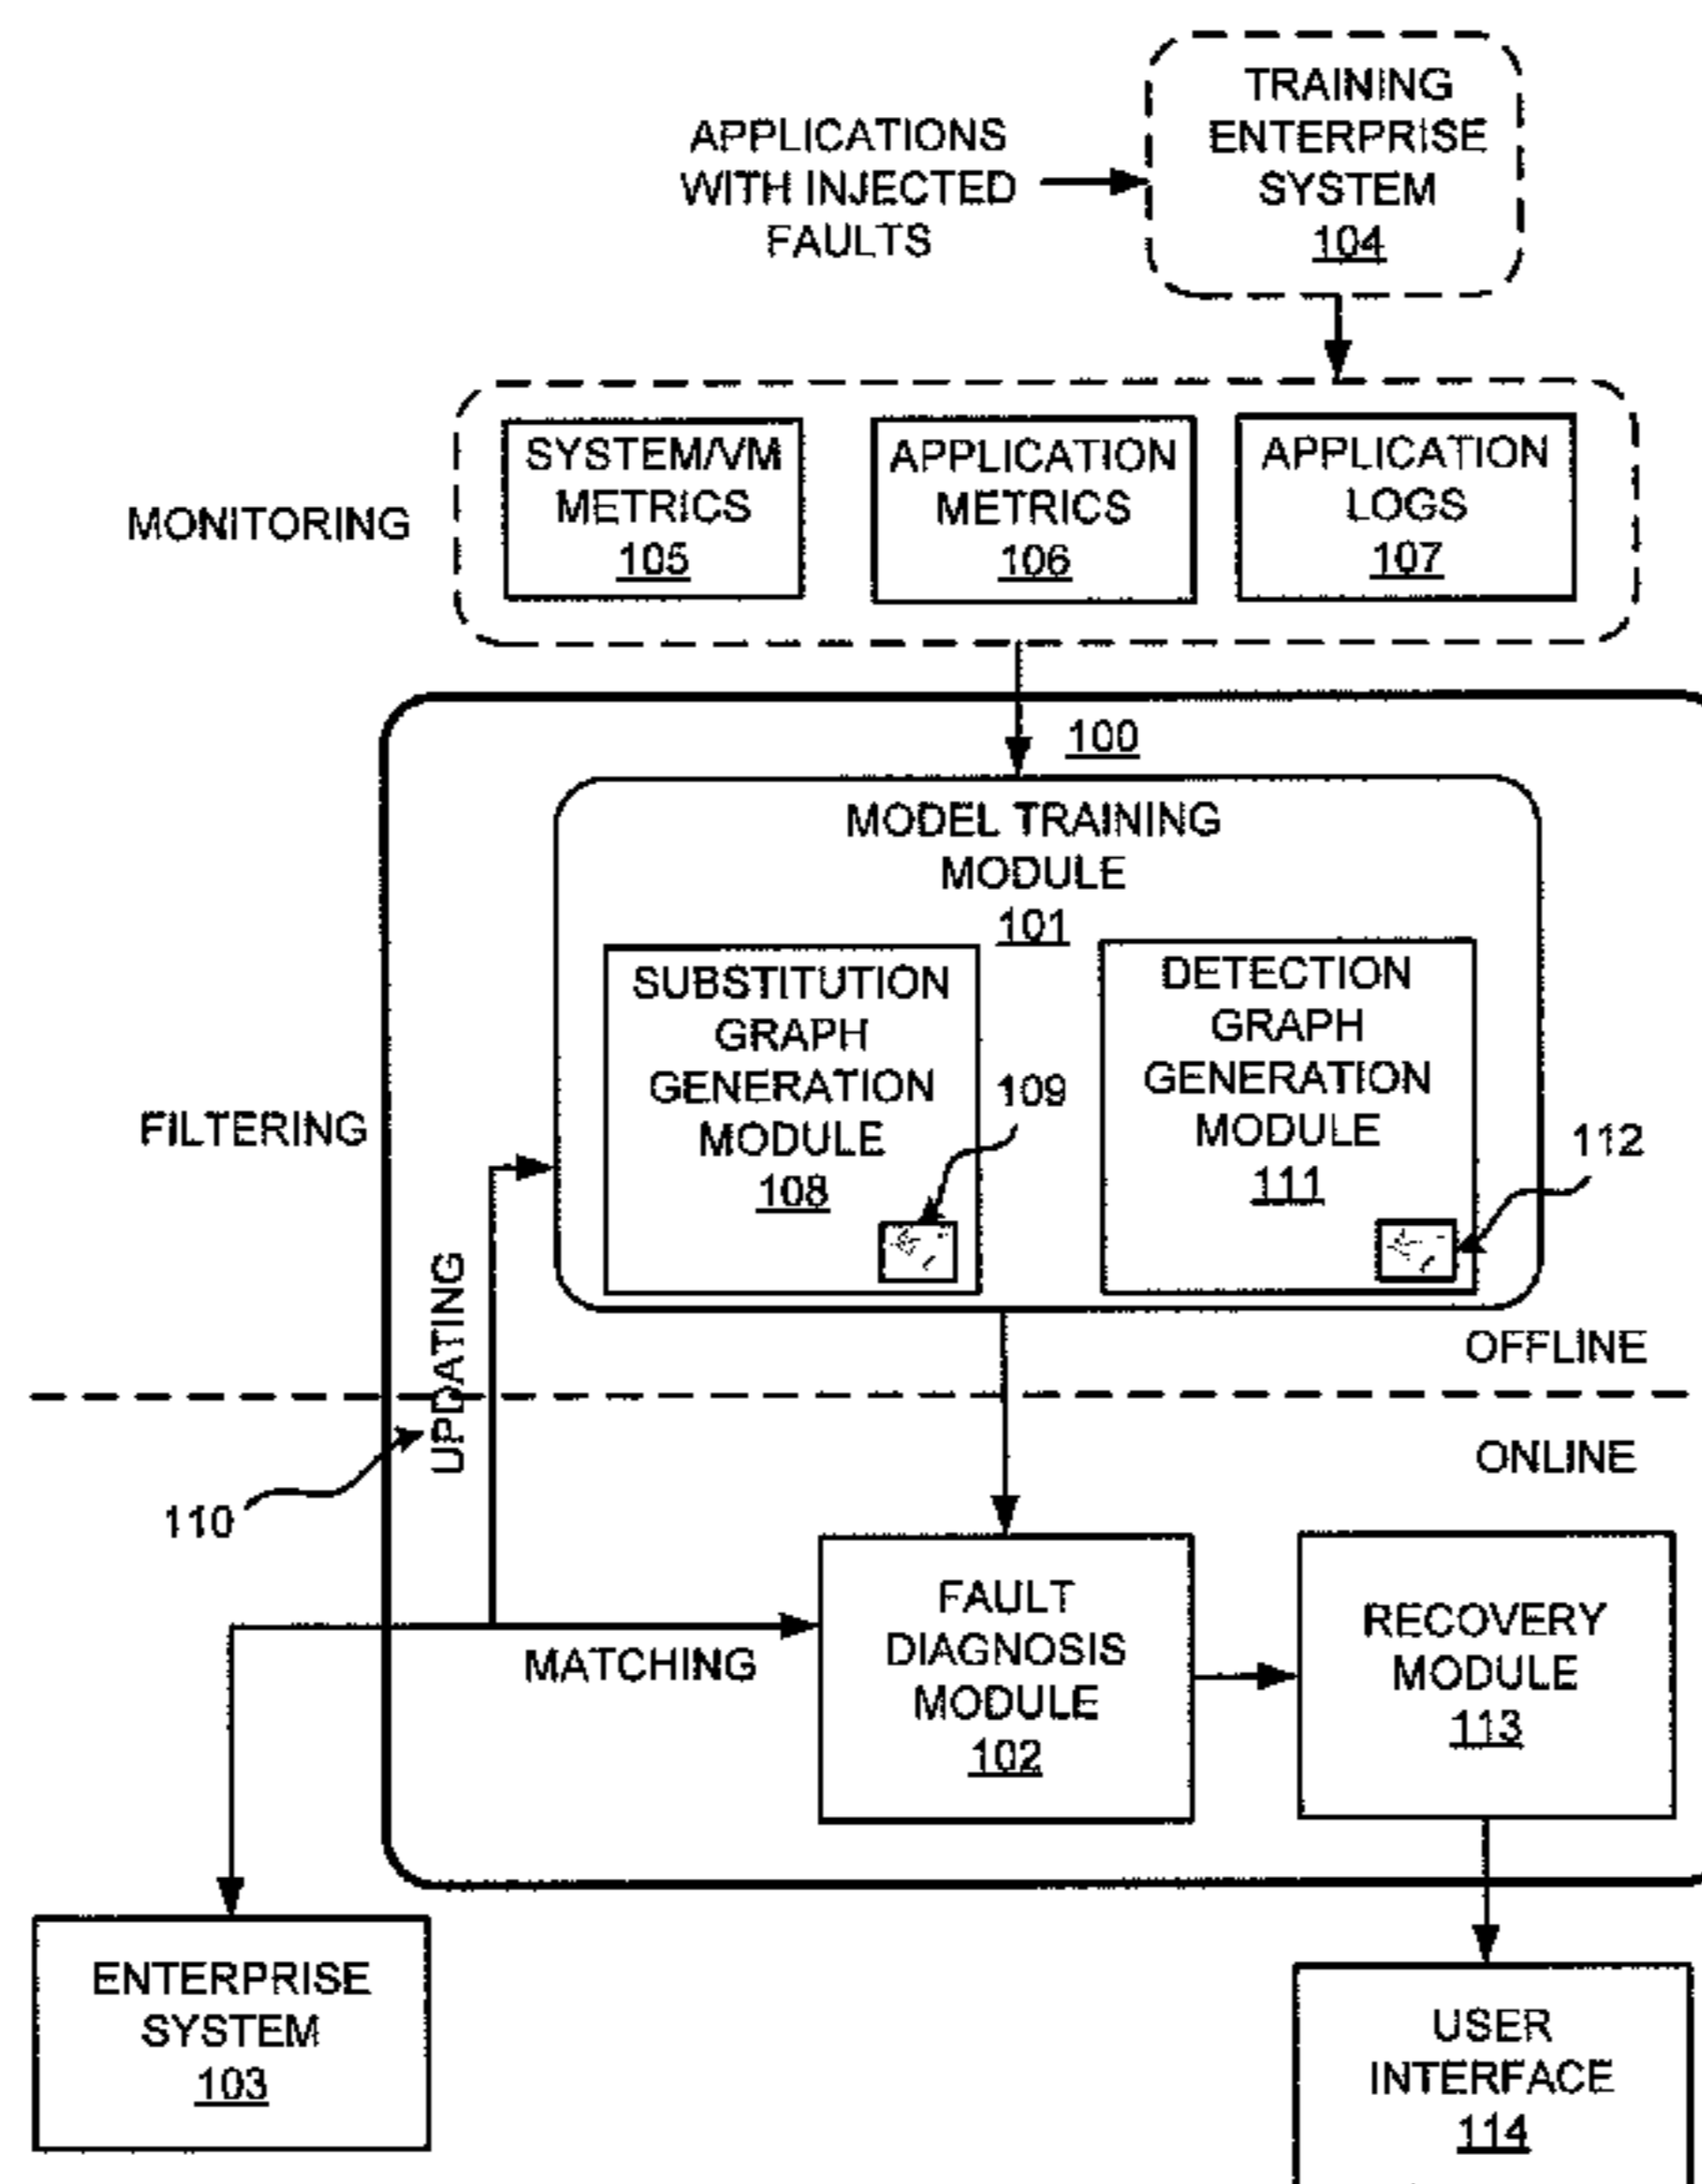 TRAINING
ENTERPRISE
SYSTEM
104
APPLICATIONS
WITH INJECTED
FAULTS
MONITORING
SYSTEM/VM
METRICS
105
APPLICATION
METRICS
106
APPLICATION
LOGS
107
100
MODEL TRAINING
MODULE
101
SUBSTITUTION
GRAPH
GENERATION
MODULE
108
109
DETECTION
GRAPH
GENERATION
MODULE
111
112
FILTERING
UPDATING
OFFLINE
ONLINE
110
MATCHING
FAULT
DIAGNOSIS
MODULE
102
RECOVERY
MODULE
113
ENTERPRISE
SYSTEM
103
USER
INTERFACE
114